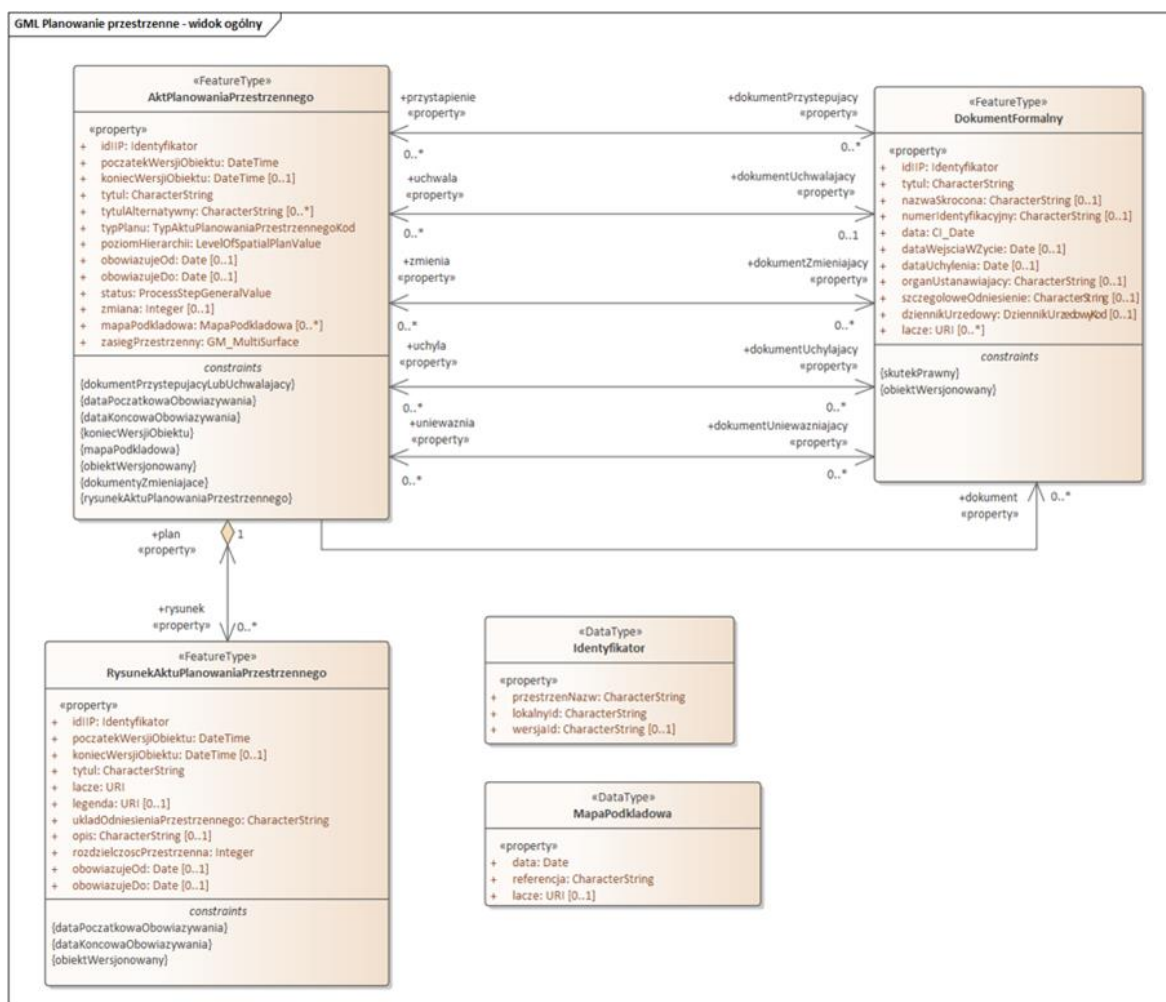 GML Planowanie przestrzenne - widok ogólny
«FeatureType»
AktPlanowaniaPrzestrzennego
«property»
+ idIIP: Identyfikator
+ poczatekWersjiObiektu: DateTime
+ koniecWersjiObiektu: DateTime [0..1]
+ tytul: CharacterString
+ tytulAlternatywny: CharacterString [0..*]
+ typPlanu: TypAktuPlanowaniaPrzestrzennegoKod
+ poziomHierarchii: LevelOfSpatialPlanValue
+ obowiazujeOd: Date [0..1]
+ obowiazujeDo: Date [0..1]
+ status: ProcessStepGeneralValue
+ zmiana: Integer [0..1]
+ mapaPodkladowa: MapaPodkladowa [0..*]
+ zasiegPrzestrzenny: GM_MultiSurface
constraints
{dokumentPrzystepujacyLubUchwalajacy}
{dataPoczatkowaObowiazywania}
{dataKoncowaObowiazywania}
{koniecWersjiObiektu}
{mapaPodkladowa}
{obiektWersjonowany}
{dokumentyZmieniajace}
{rysunekAktuPlanowaniaPrzestrzennego}
+przystapienie
«property»
0..*
+dokumentPrzystepujacy
«property»
0..*
+uchwala
«property»
0..*
+dokumentUchwalajacy
«property»
0..1
+zmienia
«property»
0..*
+dokumentZmieniajacy
«property»
0..*
+uchyla
«property»
0..*
+dokumentUchylajacy
«property»
0..*
+uniewaznia
«property»
0..*
+dokumentUniewazniajacy
«property»
0..*
«FeatureType»
DokumentFormalny
«property»
+ idIIP: Identyfikator
+ tytul: CharacterString
+ nazwaSkrocona: CharacterString [0..1]
+ numerIdentyfikacyjny: CharacterString [0..1]
+ data: CI_Date
+ dataWejsciaWZycie: Date [0..1]
+ dataUchylenia: Date [0..1]
+ organUstanawiajacy: CharacterString [0..1]
+ szczegoloweOdniesienie: CharacterString [0..1]
+ dziennikUrzedowy: DziennikUrzedowyKod [0..1]
+ lacze: URI [0..*]
constraints
{skutekPrawny}
{obiektWersjonowany}
+dokument
«property»
0..*
+plan
«property»
1
+rysunek
«property»
0..*
«FeatureType»
RysunekAktuPlanowaniaPrzestrzennego
«property»
+ idIIP: Identyfikator
+ poczatekWersjiObiektu: DateTime
+ koniecWersjiObiektu: DateTime [0..1]
+ tytul: CharacterString
+ lacze: URI
+ legenda: URI [0..1]
+ ukladOdniesieniaPrzestrzennego: CharacterString
+ opis: CharacterString [0..1]
+ rozdzielczoscPrzestrzenna: Integer
+ obowiazujeOd: Date [0..1]
+ obowiazujeDo: Date [0..1]
constraints
{dataPoczatkowaObowiazywania}
{dataKoncowaObowiazywania}
{obiektWersjonowany}
«DataType»
Identyfikator
«property»
+ przestrzenNazw: CharacterString
+ lokalnyId: CharacterString
+ wersjaId: CharacterString [0..1]
«DataType»
MapaPodkladowa
«property»
+ data: Date
+ referencja: CharacterString
+ lacze: URI [0..1]